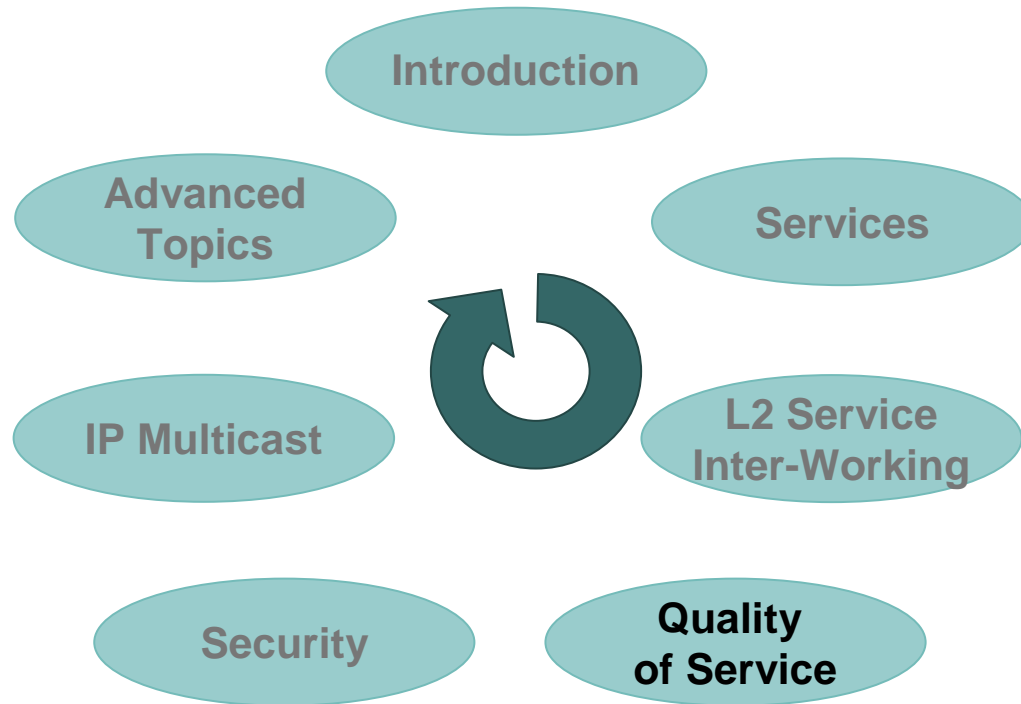 Introduction
Advanced
Topics
Services
IP Multicast
L2 Service
Inter-Working
Security
Quality
of Service